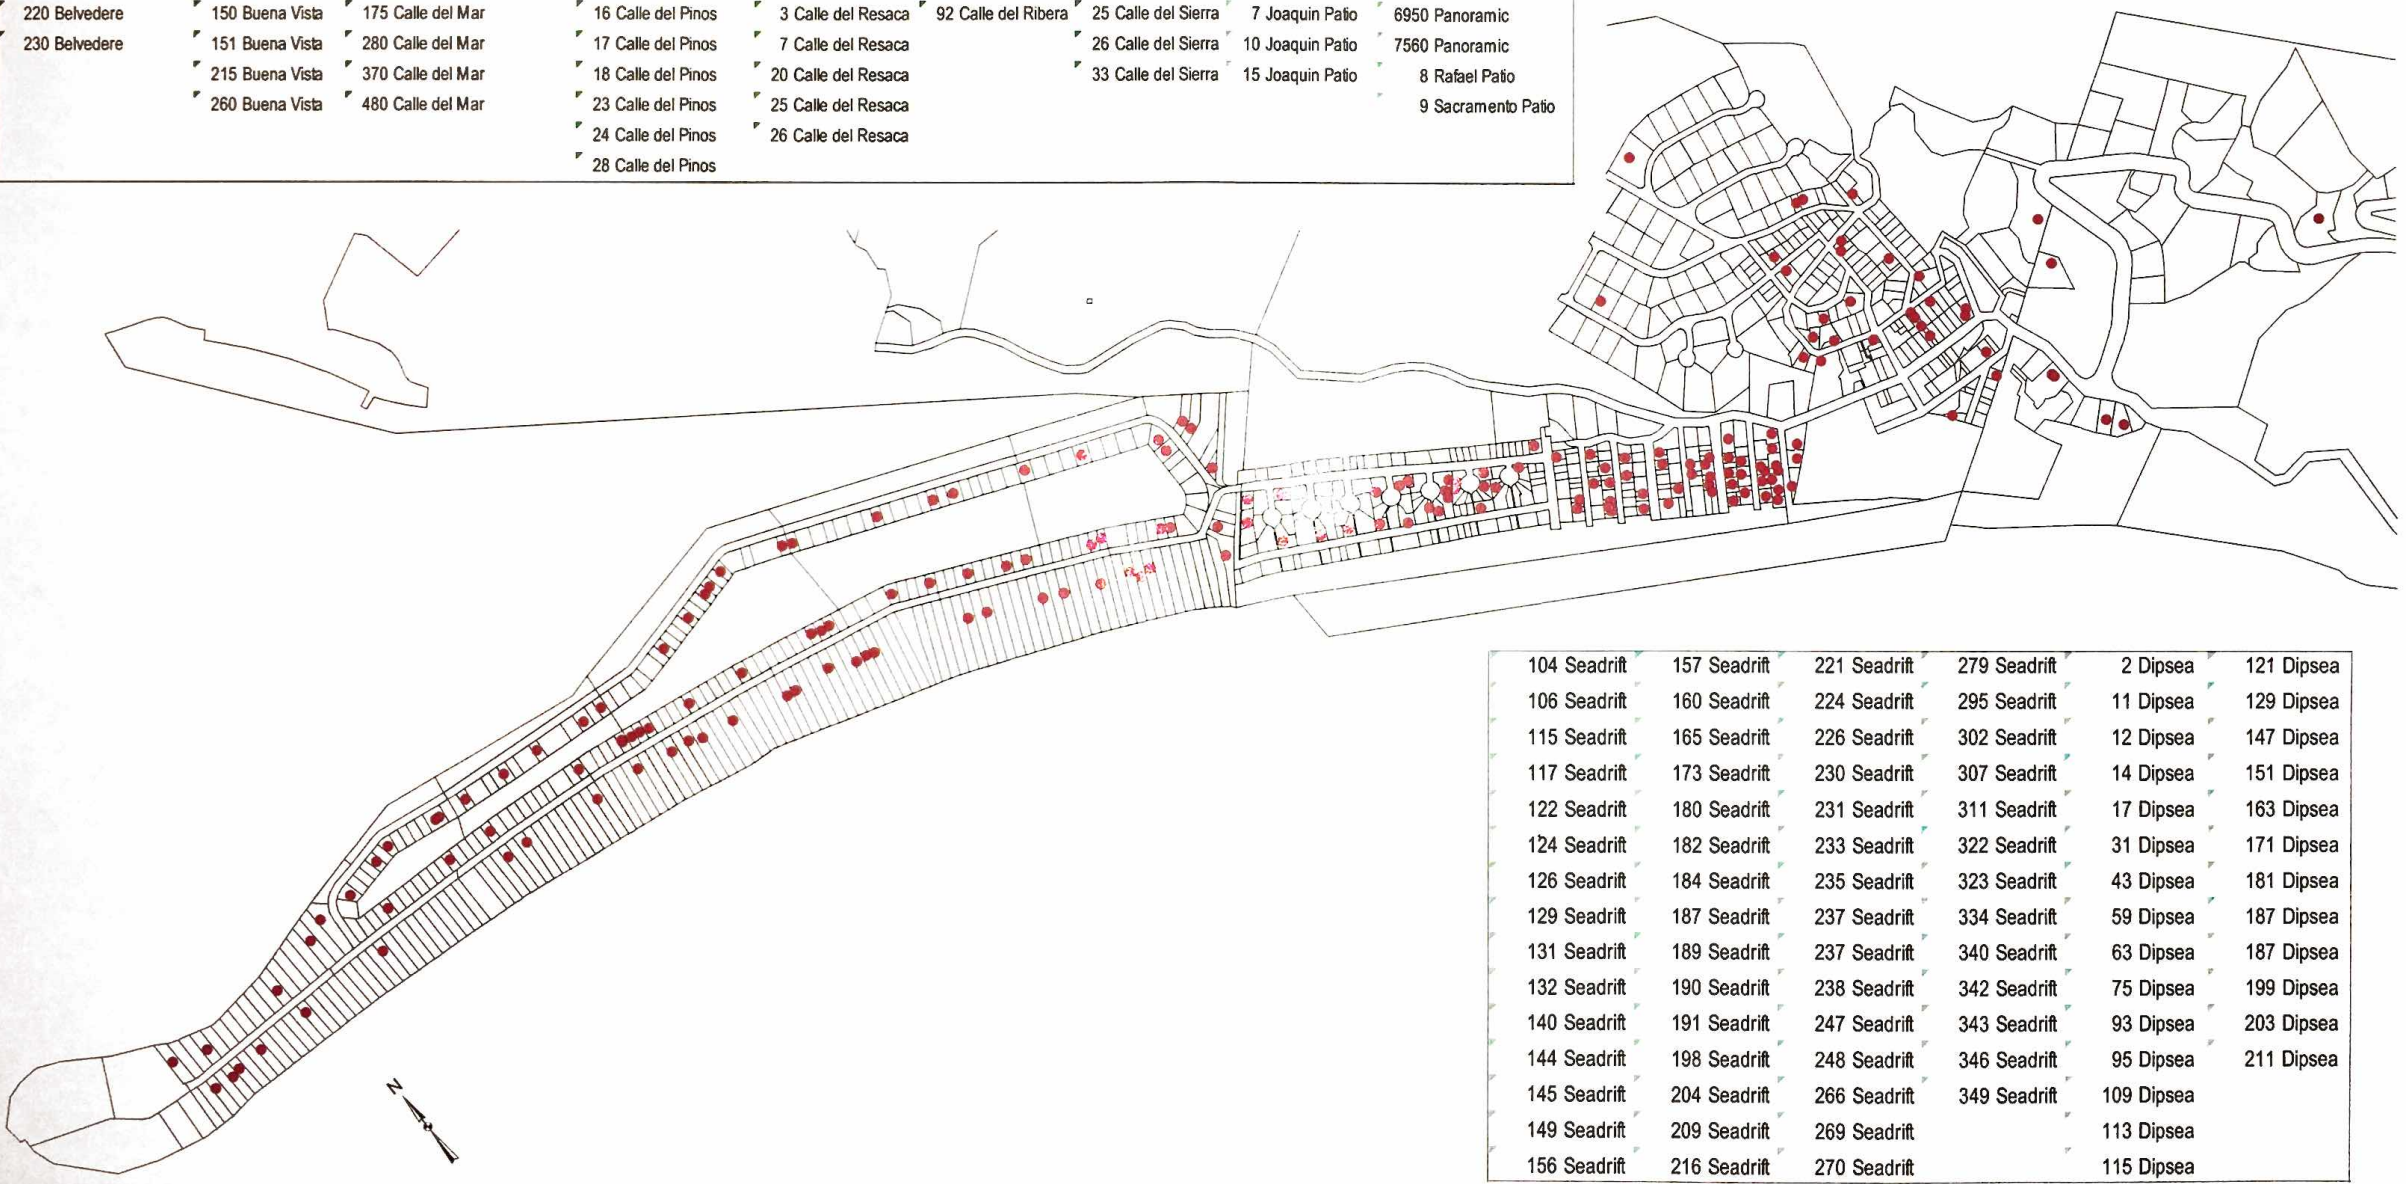 220 Belvedere 150 Buena Vista 175 Calle del Mar 16 Calle del Pinos 3 Calle del Resaca 92 Calle del Ribera 25 Calle del Sierra 7 Joaquin Patio 6950 Panoramic
230 Belvedere 151 Buena Vista 280 Calle del Mar 17 Calle del Pinos 7 Calle del Resaca 26 Calle del Sierra 10 Joaquin Patio 7560 Panoramic
215 Buena Vista 370 Calle del Mar 18 Calle del Pinos 20 Calle del Resaca 33 Calle del Sierra 15 Joaquin Patio 8 Rafael Patio
260 Buena Vista 480 Calle del Mar 23 Calle del Pinos 25 Calle del Resaca 9 Sacramento Patio
24 Calle del Pinos 26 Calle del Resaca
28 Calle del Pinos
104 Seadrift 157 Seadrift 221 Seadrift 279 Seadrift 2 Dipsea 121 Dipsea
106 Seadrift 160 Seadrift 224 Seadrift 295 Seadrift 11 Dipsea 129 Dipsea
115 Seadrift 165 Seadrift 226 Seadrift 302 Seadrift 12 Dipsea 147 Dipsea
117 Seadrift 173 Seadrift 230 Seadrift 307 Seadrift 14 Dipsea 151 Dipsea
122 Seadrift 180 Seadrift 231 Seadrift 311 Seadrift 17 Dipsea 163 Dipsea
124 Seadrift 182 Seadrift 233 Seadrift 322 Seadrift 31 Dipsea 171 Dipsea
126 Seadrift 184 Seadrift 235 Seadrift 323 Seadrift 43 Dipsea 181 Dipsea
129 Seadrift 187 Seadrift 237 Seadrift 334 Seadrift 59 Dipsea 187 Dipsea
131 Seadrift 189 Seadrift 237 Seadrift 340 Seadrift 63 Dipsea 187 Dipsea
132 Seadrift 190 Seadrift 238 Seadrift 342 Seadrift 75 Dipsea 199 Dipsea
140 Seadrift 191 Seadrift 247 Seadrift 343 Seadrift 93 Dipsea 203 Dipsea
144 Seadrift 198 Seadrift 248 Seadrift 346 Seadrift 95 Dipsea 211 Dipsea
145 Seadrift 204 Seadrift 266 Seadrift 349 Seadrift 109 Dipsea
149 Seadrift 209 Seadrift 269 Seadrift 113 Dipsea
156 Seadrift 216 Seadrift 270 Seadrift 115 Dipsea
N